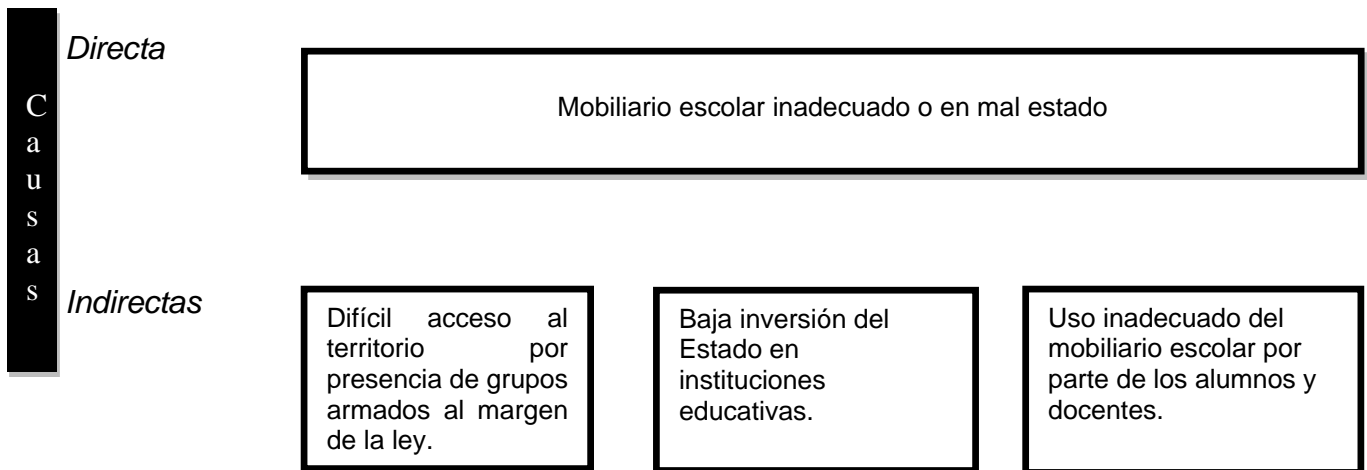 Causas
Directa
Mobiliario escolar inadecuado o en mal estado
Indirectas
Difícil acceso al
territorio por
presencia de grupos
armados al margen
de la ley.
Baja inversión del
Estado en
instituciones
educativas.
Uso inadecuado del
mobiliario escolar por
parte de los alumnos y
docentes.